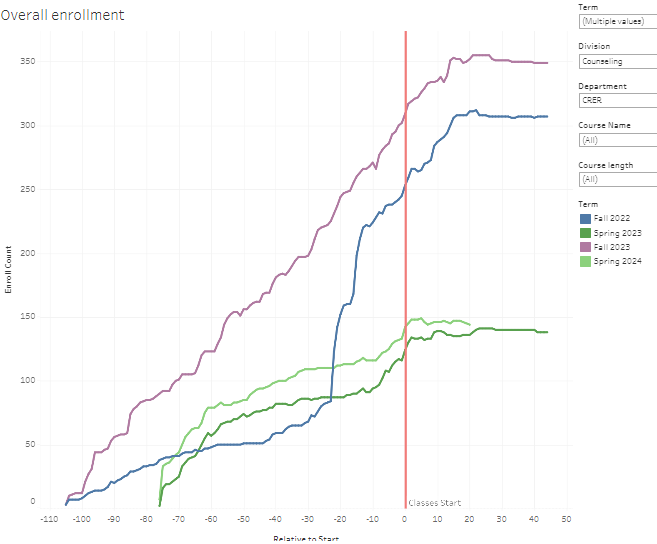 Overall enrollment
Term
(Multiple values)
Division
Counseling
Department
CRER
Course Name
(All)
Course length
(All)
Term
Fall 2022
Spring 2023
Fall 2023
Spring 2024
Enroll Count
350
300
250
200
150
100
50
0
Classes Start
-110 -100 -90 -80 -70 -60 -50 -40 -30 -20 -10 0 10 20 30 40 50
Relative to Start